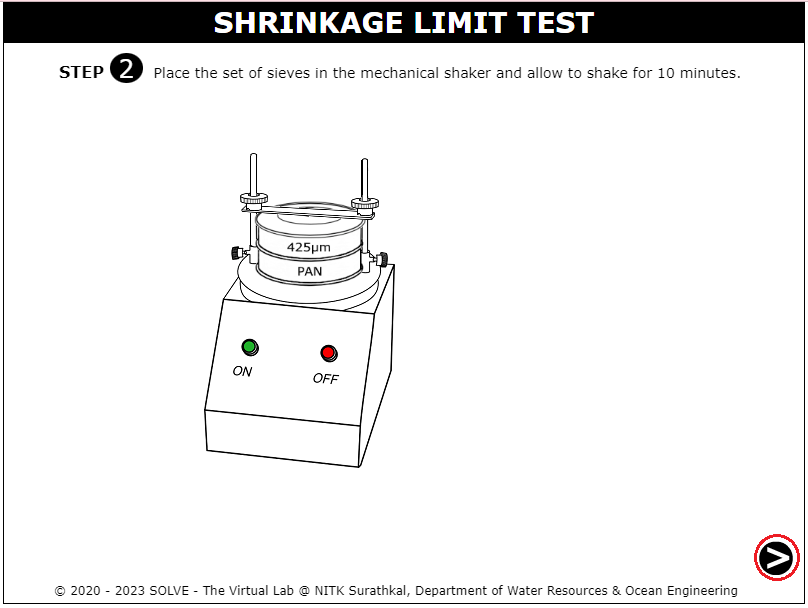 SHRINKAGE LIMIT TEST
STEP 2 Place the set of sieves in the mechanical shaker and allow to shake for 10 minutes.
425µm
PAN
ON
OFF
>
© 2020 - 2023 SOLVE - The Virtual Lab @ NITK Surathkal, Department of Water Resources & Ocean Engineering